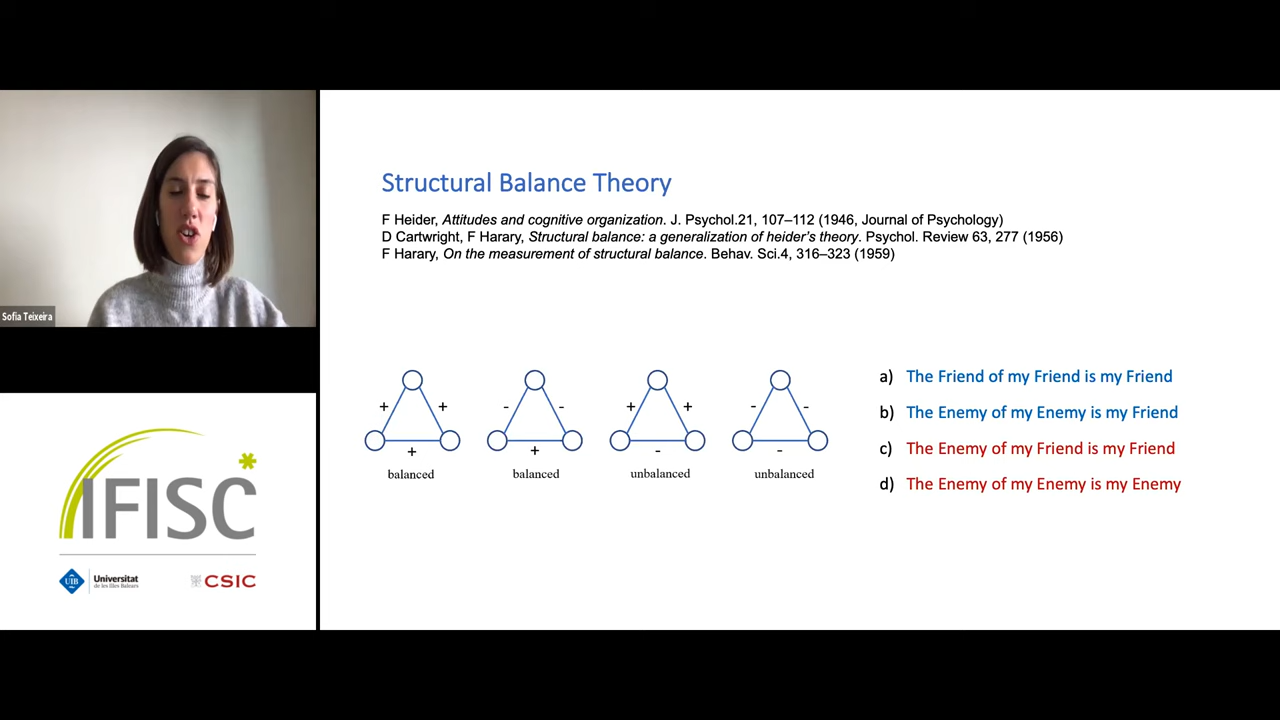 Structural Balance Theory
F Heider, Attitudes and cognitive organization. J. Psychol.21, 107–112 (1946, Journal of Psychology)
D Cartwright, F Harary, Structural balance: a generalization of heider's theory. Psychol. Review 63, 277 (1956)
F Harary, On the measurement of structural balance. Behav. Sci.4, 316–323 (1959)
Sofia Teixeira
+ + - - + + - -
+ + - -
balanced balanced unbalanced unbalanced
a) The Friend of my Friend is my Friend
b) The Enemy of my Enemy is my Friend
c) The Enemy of my Friend is my Friend
d) The Enemy of my Enemy is my Enemy
IFISC
UIB Universitat
de les Illes Balears
CSIC